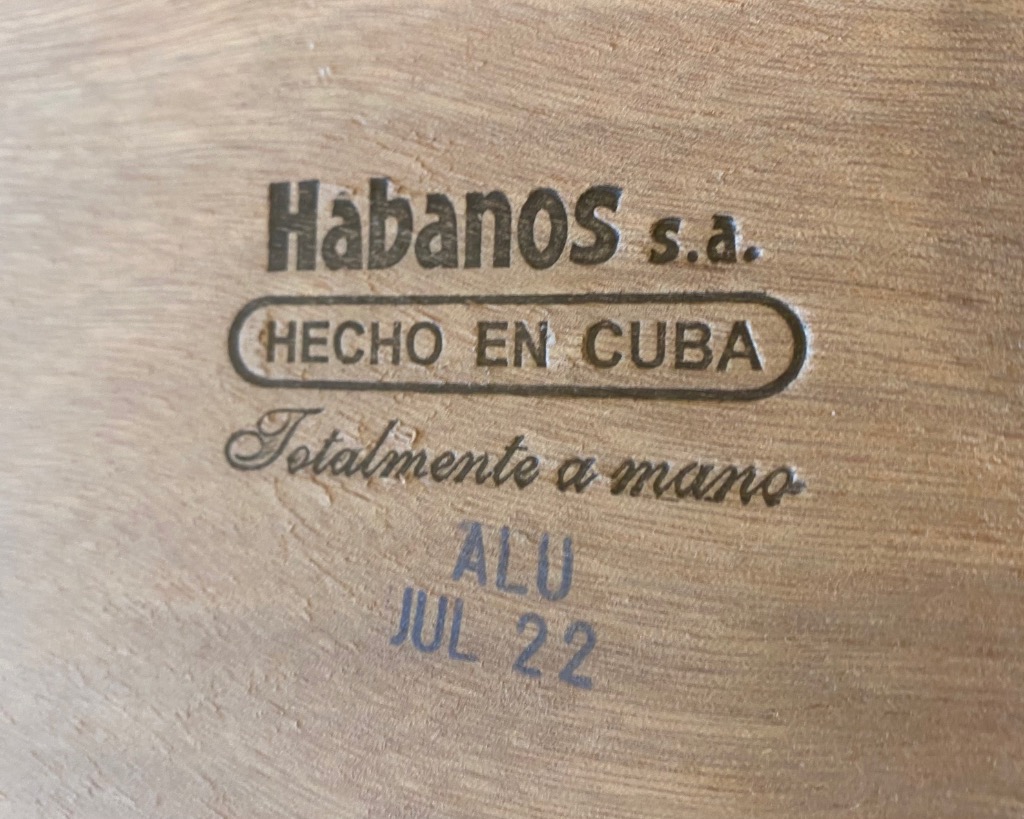 Habanos s.a.
HECHO EN CUBA
Totalmente a mano
ALU
JUL 22